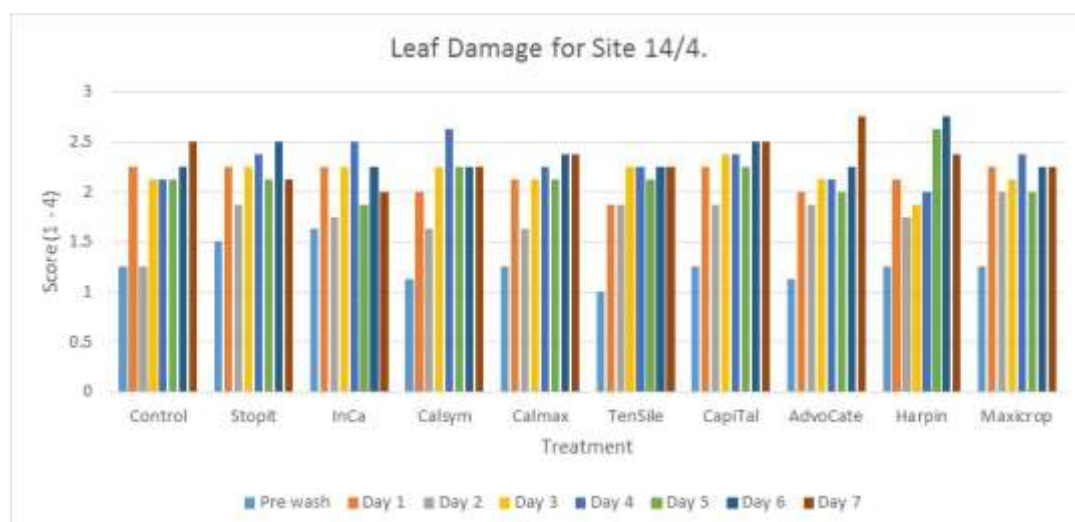 Leaf Damage for Site 14/4.
3
2.5
2
1.5
1
0.5
0
Score (1 - 4)
Control Stopit InCa Calsym Calmax TenSile CapiTal AdvoCate Harpin Maxicrop
Treatment
Pre wash Day 1 Day 2 Day 3 Day 4 Day 5 Day 6 Day 7